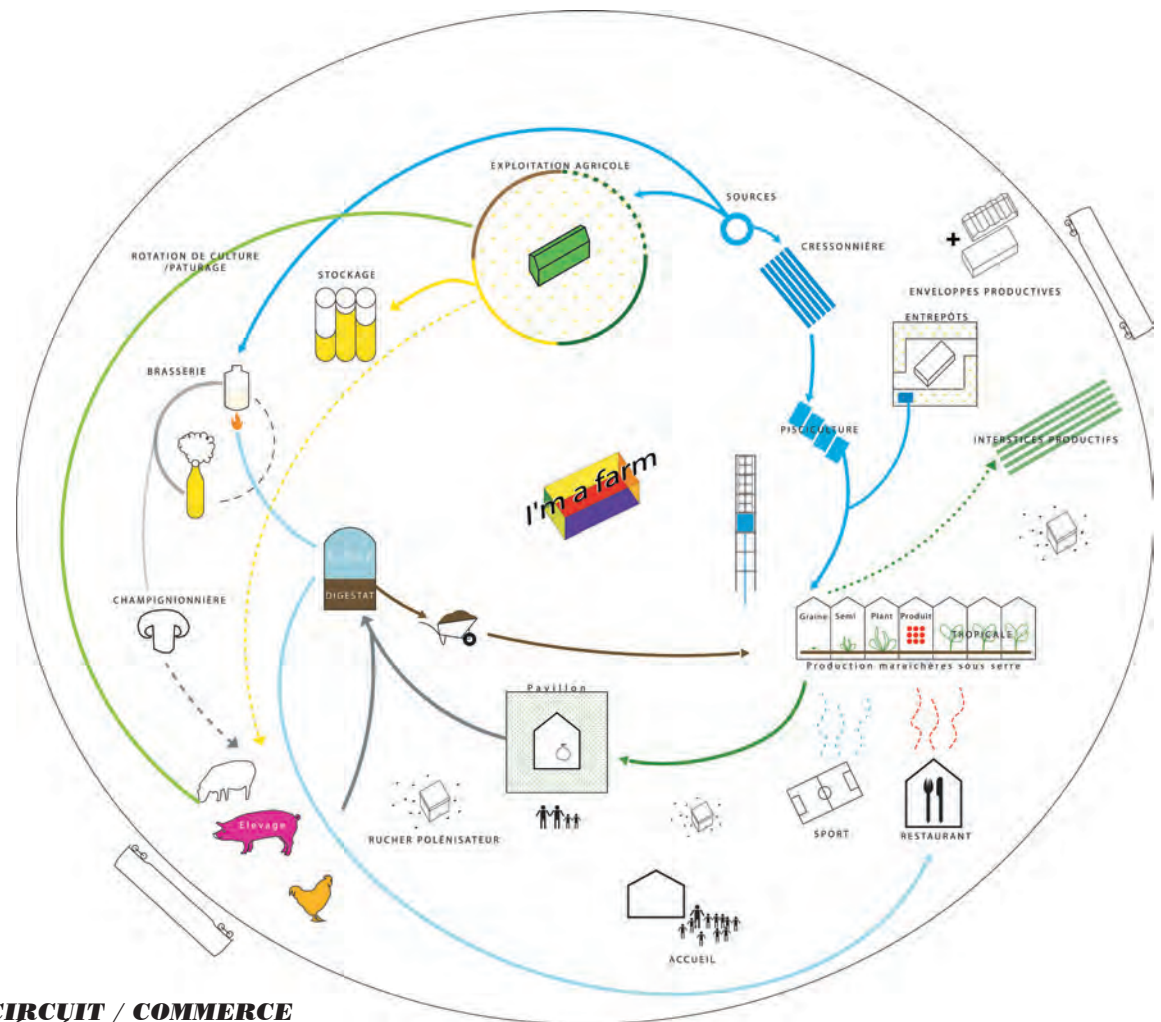 EXPLOITATION AGRICOLE
SOURCES
ROTATION DE CULTURE
/PATURAGE
STOCKAGE
CRESSONNIÈRE
+
ENVELOPPES PRODUCTIVES
ENTREPÔTS
BRASSERIE
PISCICULTURE
INTERSTICES PRODUCTIFS
I'm a farm
CHAMPIGNIONNIÈRE
DIGESTAT
Graine
Semi
Plant
Produit
TROPICALE
Production maraichères sous serre
Pavillon
Elevage
RUCHER POLÉNISATEUR
SPORT
RESTAURANT
ACCUEIL
CIRCUIT / COMMERCE